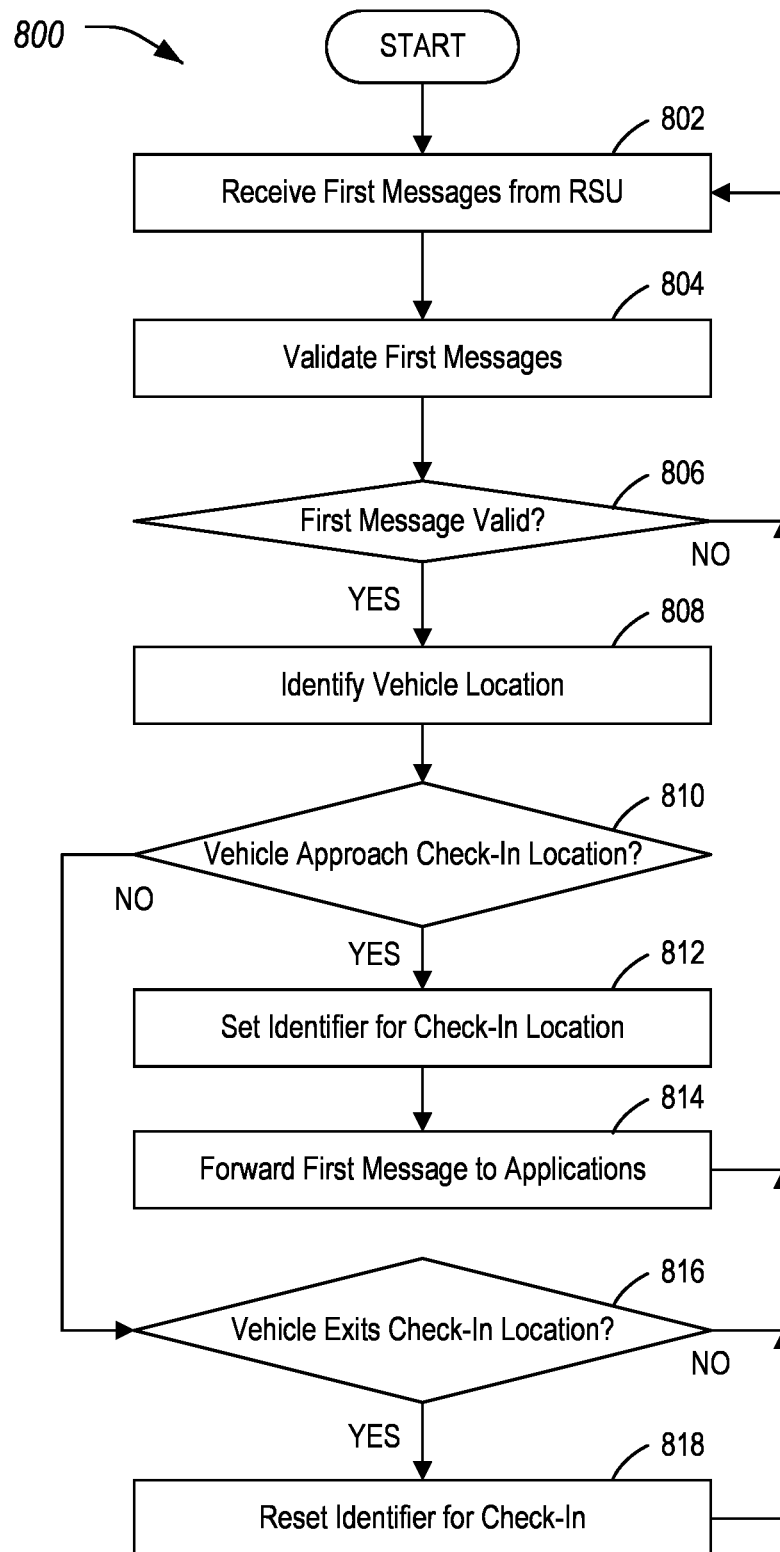 800
START
802
Receive First Messages from RSU
804
Validate First Messages
806
First Message Valid?
NO
YES
808
Identify Vehicle Location
810
Vehicle Approach Check-In Location?
NO
YES
812
Set Identifier for Check-In Location
814
Forward First Message to Applications
816
Vehicle Exits Check-In Location?
NO
YES
818
Reset Identifier for Check-In